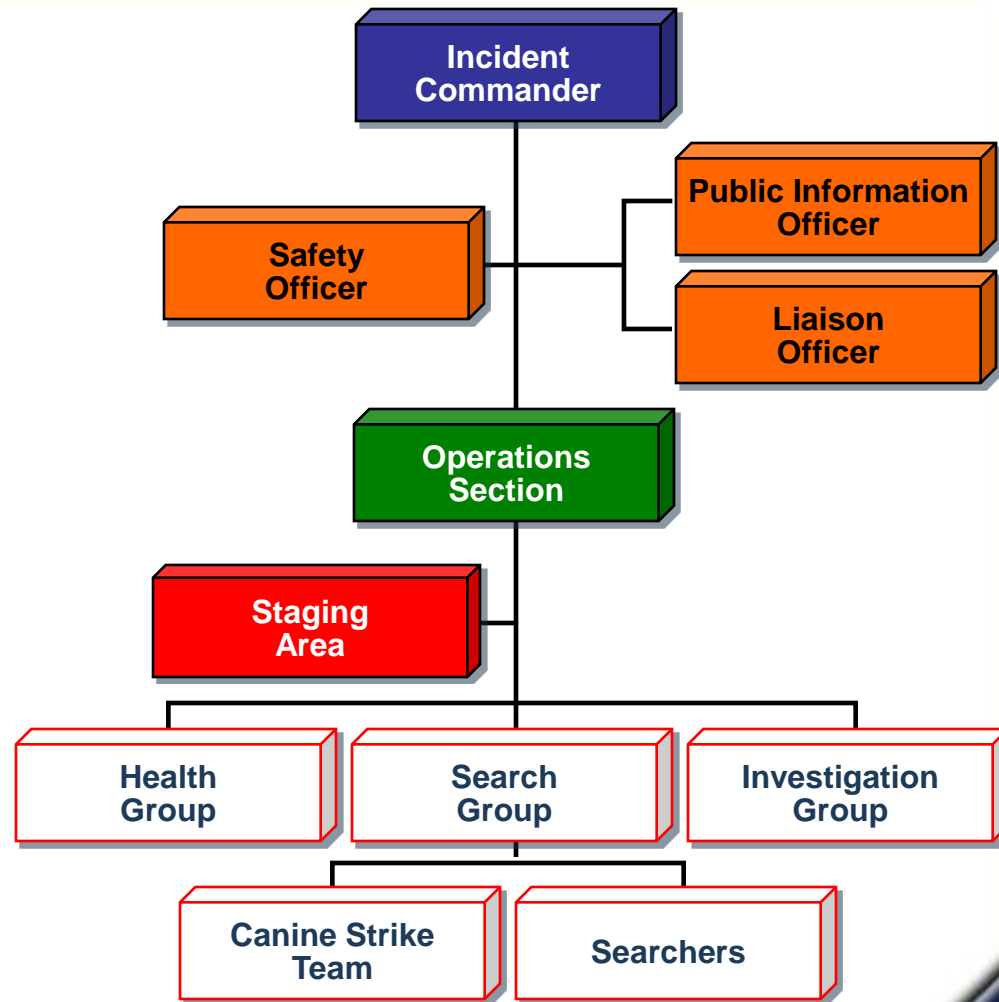 Incident
Commander
Public Information
Officer
Safety
Officer
Liaison
Officer
Operations
Section
Staging
Area
Health
Group
Search
Group
Investigation
Group
Canine Strike
Team
Searchers